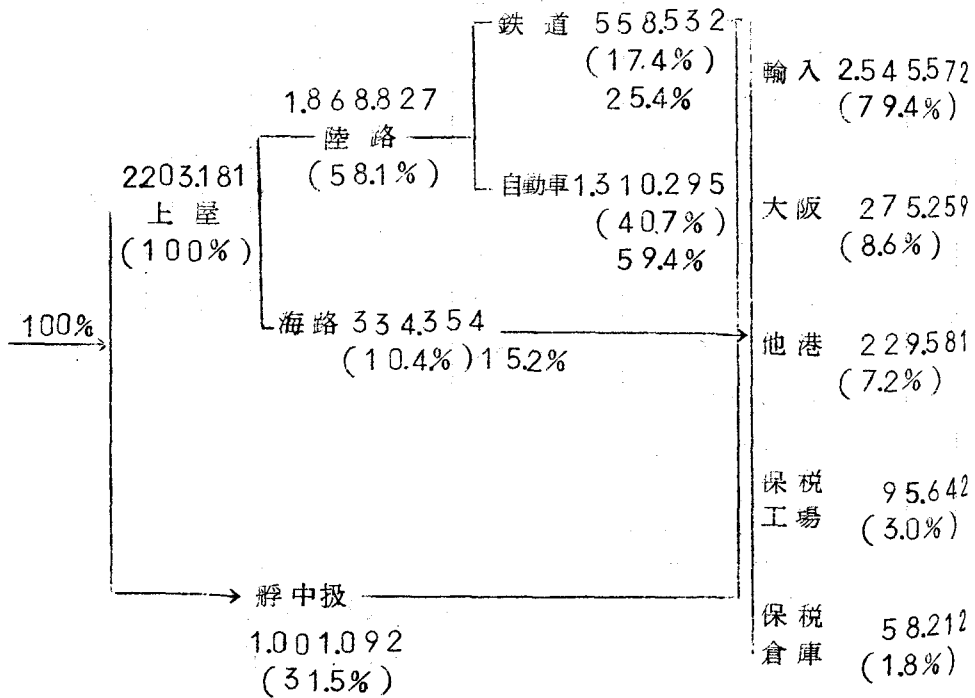 鉄道 558.532
(17.4%)
25.4%
1.868.827
陸路
(58.1%)
自動車 1.310.295
(40.7%)
59.4%
2203.181
上屋
(100%)
海路 334.354
(10.4%) 15.2%
100%
艀中扱
1.001.092
(31.5%)
輸入 2.545.572
(79.4%)
大阪 275.259
(8.6%)
他港 229.581
(7.2%)
保税
工場 95.642
(3.0%)
保税
倉庫 58.212
(1.8%)